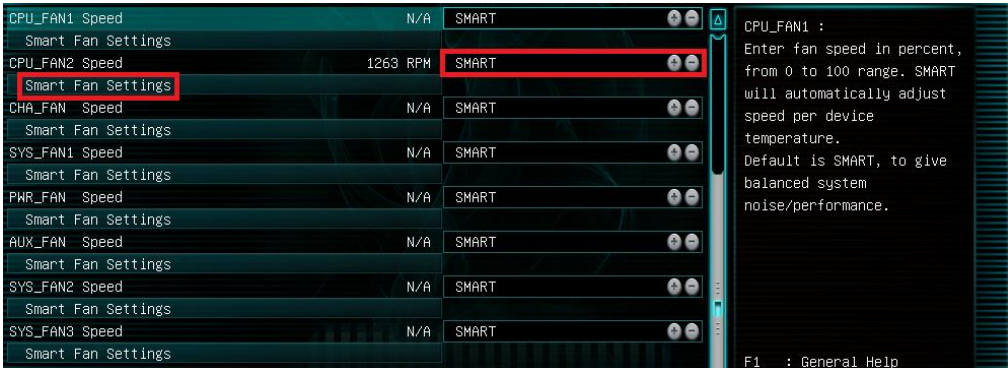 CPU_FAN1 Speed N/A SMART
Smart Fan Settings
CPU_FAN2 Speed 1263 RPM SMART
Smart Fan Settings
CHA_FAN Speed N/A SMART
Smart Fan Settings
SYS_FAN1 Speed N/A SMART
Smart Fan Settings
PWR_FAN Speed N/A SMART
Smart Fan Settings
AUX_FAN Speed N/A SMART
Smart Fan Settings
SYS_FAN2 Speed N/A SMART
Smart Fan Settings
SYS_FAN3 Speed N/A SMART
Smart Fan Settings
CPU_FAN1 :
Enter fan speed in percent,
from 0 to 100 range. SMART
will automatically adjust
speed per device
temperature.
Default is SMART, to give
balanced system
noise/performance.
F1 : General Help